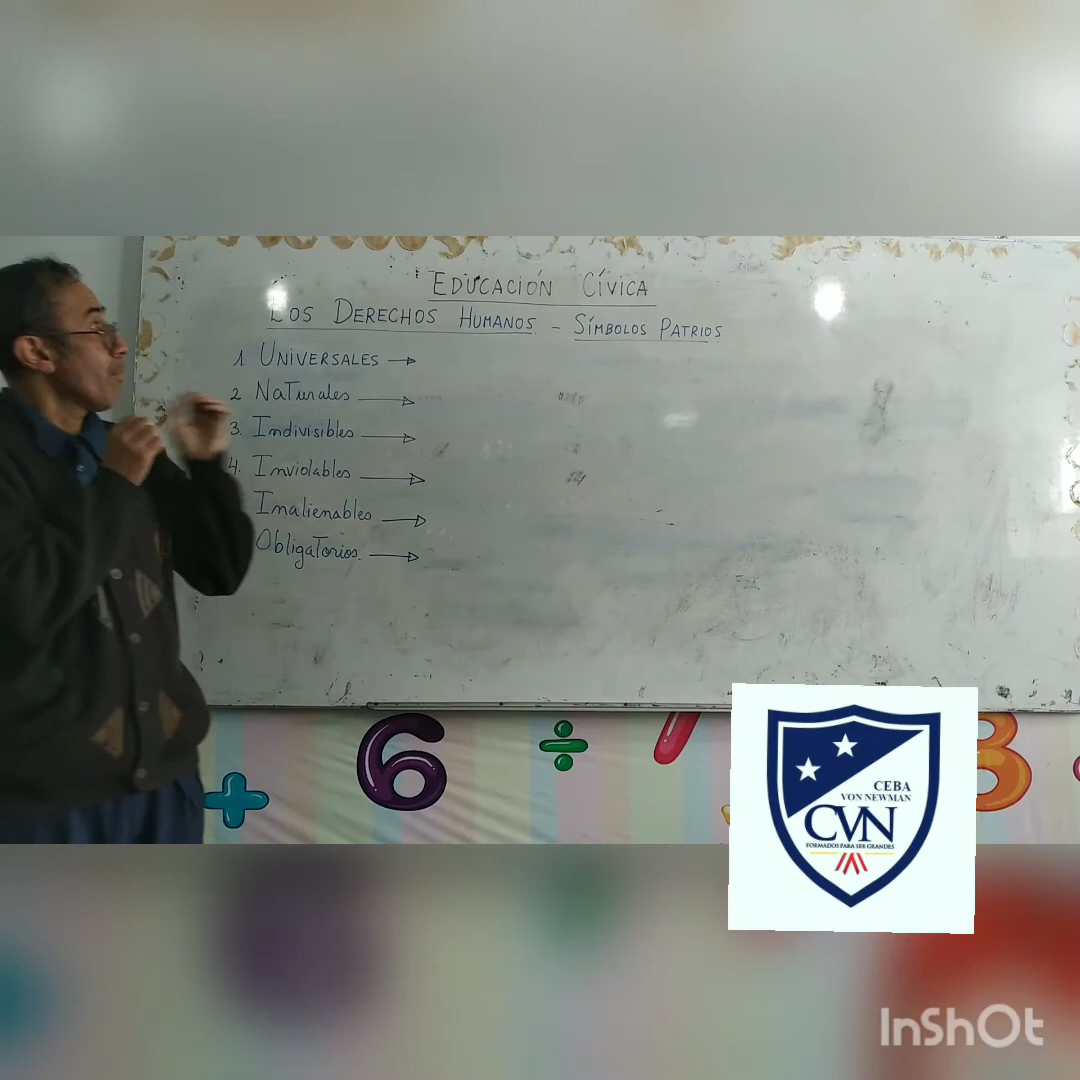 EDUCACIÓN CÍVICA
LOS DERECHOS HUMANOS - SÍMBOLOS PATRIOS
1. UNIVERSALES →
2 Naturales →
3. Indivisibles →
4. Inviolables →
Inalienables →
Obligatorios. →
6
÷
+
CEBA
VON NEWMAN
CVN
FORMADOS PARA SER GRANDES
InShOt